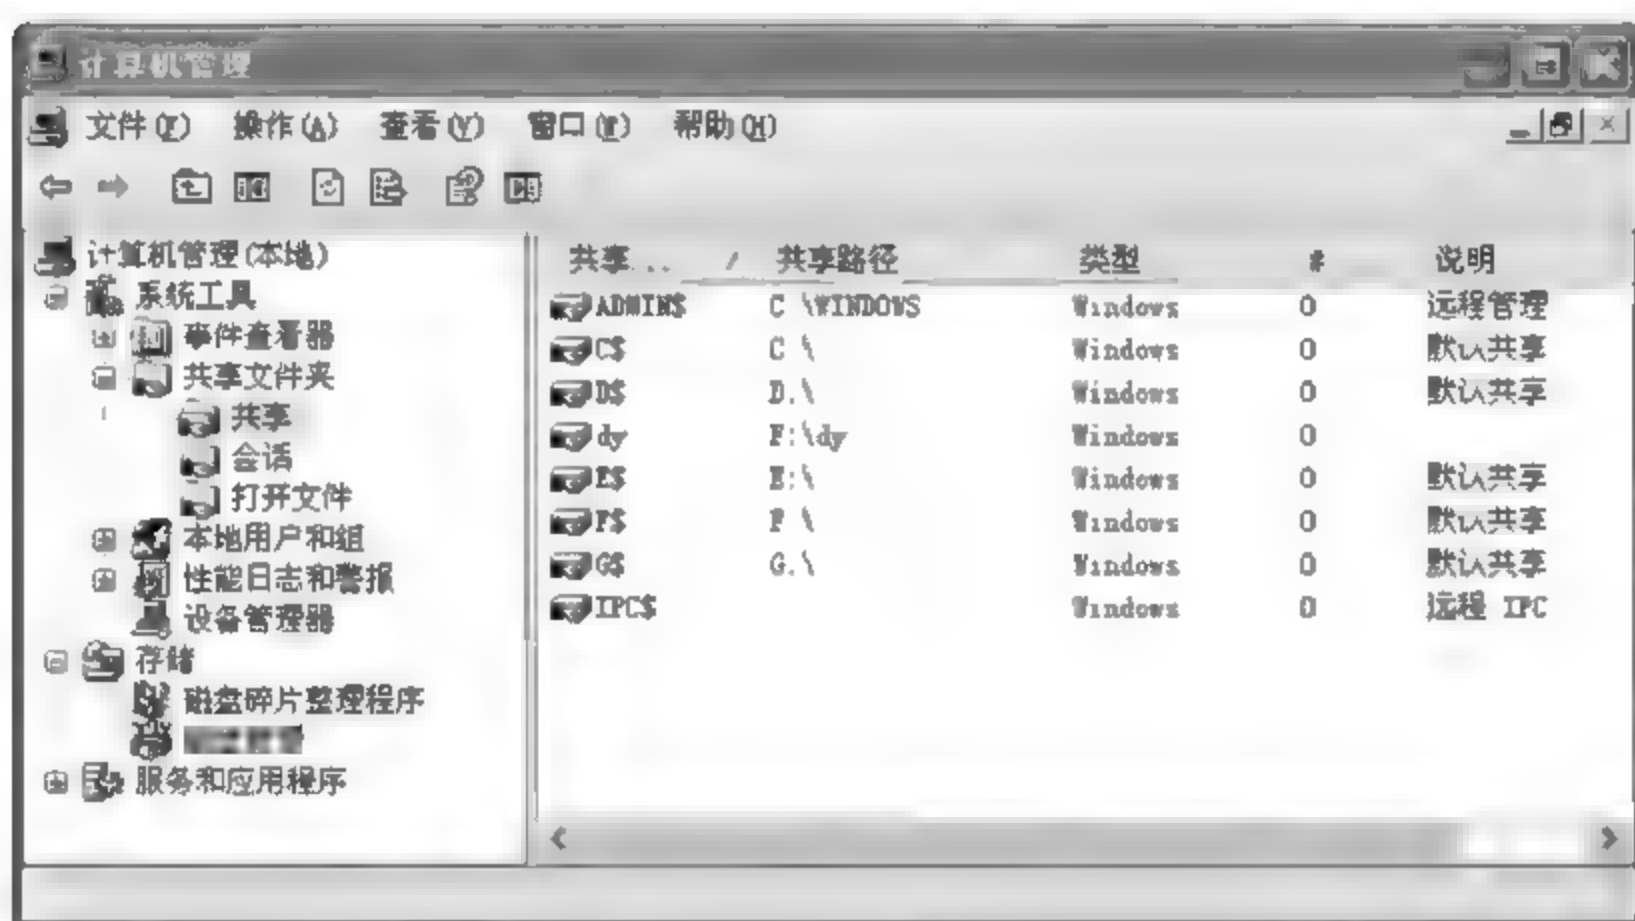 计算机管理
文件(F) 操作(A) 查看(V) 窗口(W) 帮助(H)
计算机管理(本地)
系统工具
事件查看器
共享文件夹
共享
会话
打开文件
本地用户和组
性能日志和警报
设备管理器
存储
磁盘碎片整理程序
服务和应用程序
共享... / 共享路径 类型 # 说明
ADMIN$ C:\WINDOWS Windows 0 远程管理
C$ C:\ Windows 0 默认共享
D$ D:\ Windows 0 默认共享
dy F:\dy Windows 0
E$ E:\ Windows 0 默认共享
F$ F:\ Windows 0 默认共享
G$ G:\ Windows 0 默认共享
IPC$ Windows 0 远程 IPC